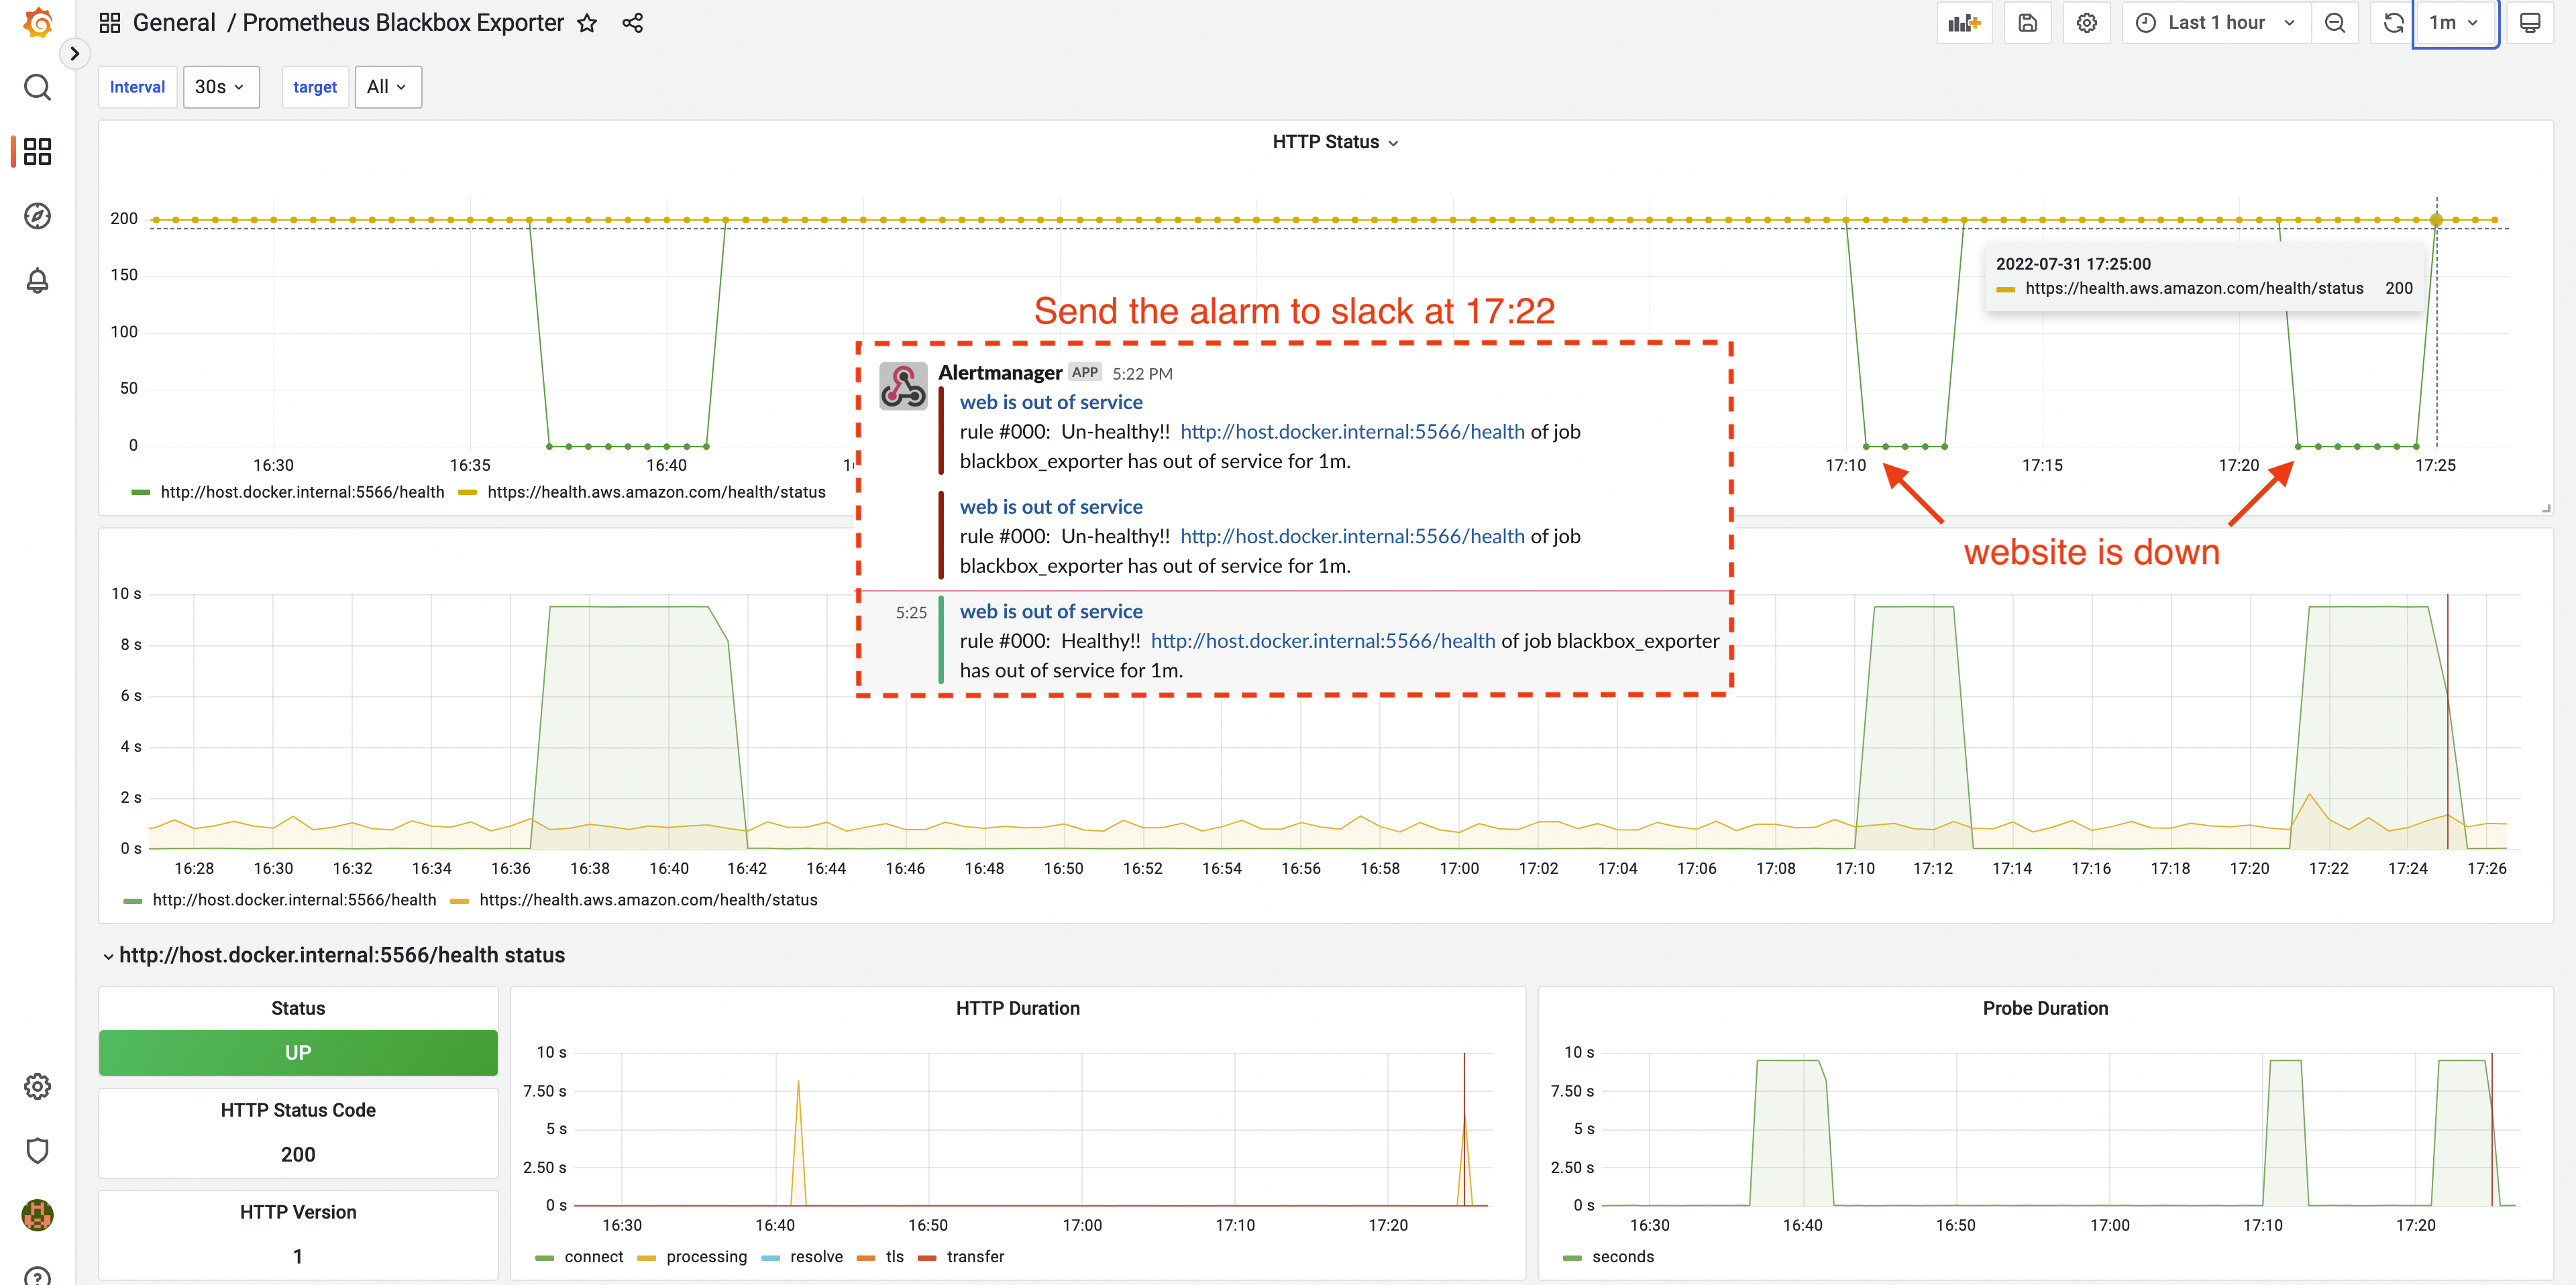 General / Prometheus Blackbox Exporter
Last 1 hour
1m
Interval
30s
target
All
HTTP Status
200
150
100
50
0
16:30
16:35
16:40
17:10
17:15
17:20
17:25
http://host.docker.internal:5566/health
https://health.aws.amazon.com/health/status
2022-07-31 17:25:00
https://health.aws.amazon.com/health/status 200
Send the alarm to slack at 17:22
Alertmanager APP 5:22 PM
web is out of service
rule #000: Un-healthy!! http://host.docker.internal:5566/health of job
blackbox_exporter has out of service for 1m.
web is out of service
rule #000: Un-healthy!! http://host.docker.internal:5566/health of job
blackbox_exporter has out of service for 1m.
5:25
web is out of service
rule #000: Healthy!! http://host.docker.internal:5566/health of job blackbox_exporter
has out of service for 1m.
website is down
10 s
8 s
6 s
4 s
2 s
0 s
16:28
16:30
16:32
16:34
16:36
16:38
16:40
16:42
16:44
16:46
16:48
16:50
16:52
16:54
16:56
16:58
17:00
17:02
17:04
17:06
17:08
17:10
17:12
17:14
17:16
17:18
17:20
17:22
17:24
17:26
http://host.docker.internal:5566/health
https://health.aws.amazon.com/health/status
http://host.docker.internal:5566/health status
Status
UP
HTTP Status Code
200
HTTP Version
1
HTTP Duration
10 s
7.50 s
5 s
2.50 s
0 s
16:30
16:40
16:50
17:00
17:10
17:20
connect
processing
resolve
tls
transfer
Probe Duration
10 s
7.50 s
5 s
2.50 s
0 s
16:30
16:40
16:50
17:00
17:10
17:20
seconds